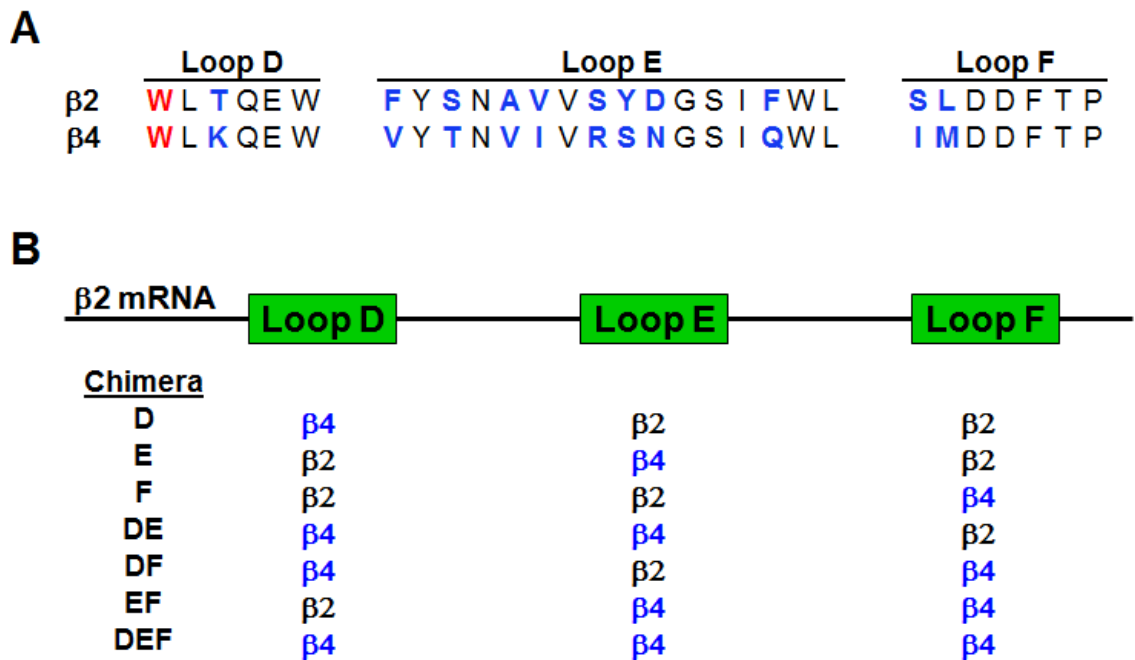 A
Loop D Loop E Loop F
β2 W L T Q E W F Y S N A V V S Y D G S I F W L S L D D F T P
β4 W L K Q E W V Y T N V I V R S N G S I Q W L I M D D F T P
B
β2 mRNA Loop D Loop E Loop F
Chimera
D β4 β2 β2
E β2 β4 β2
F β2 β2 β4
DE β4 β4 β2
DF β4 β2 β4
EF β2 β4 β4
DEF β4 β4 β4